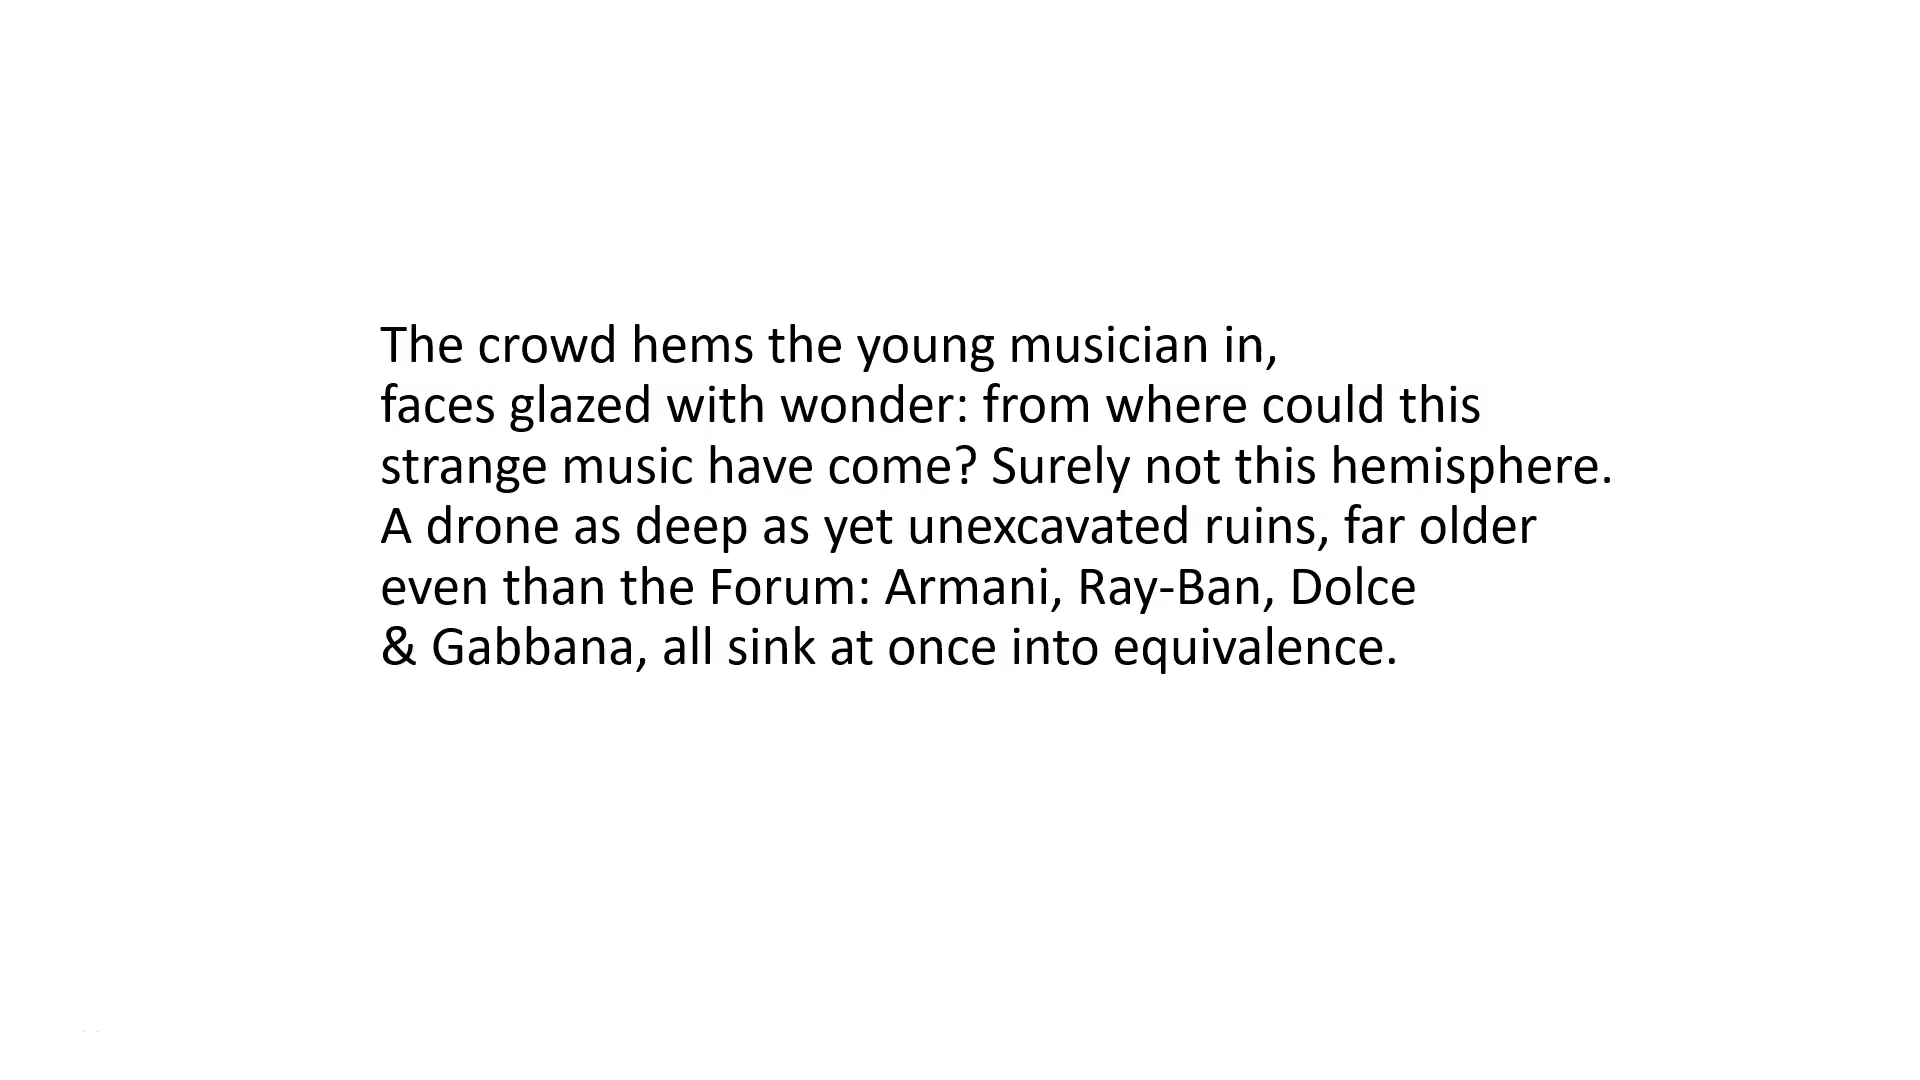 The crowd hems the young musician in,
faces glazed with wonder: from where could this
strange music have come? Surely not this hemisphere.
A drone as deep as yet unexcavated ruins, far older
even than the Forum: Armani, Ray-Ban, Dolce
& Gabbana, all sink at once into equivalence.